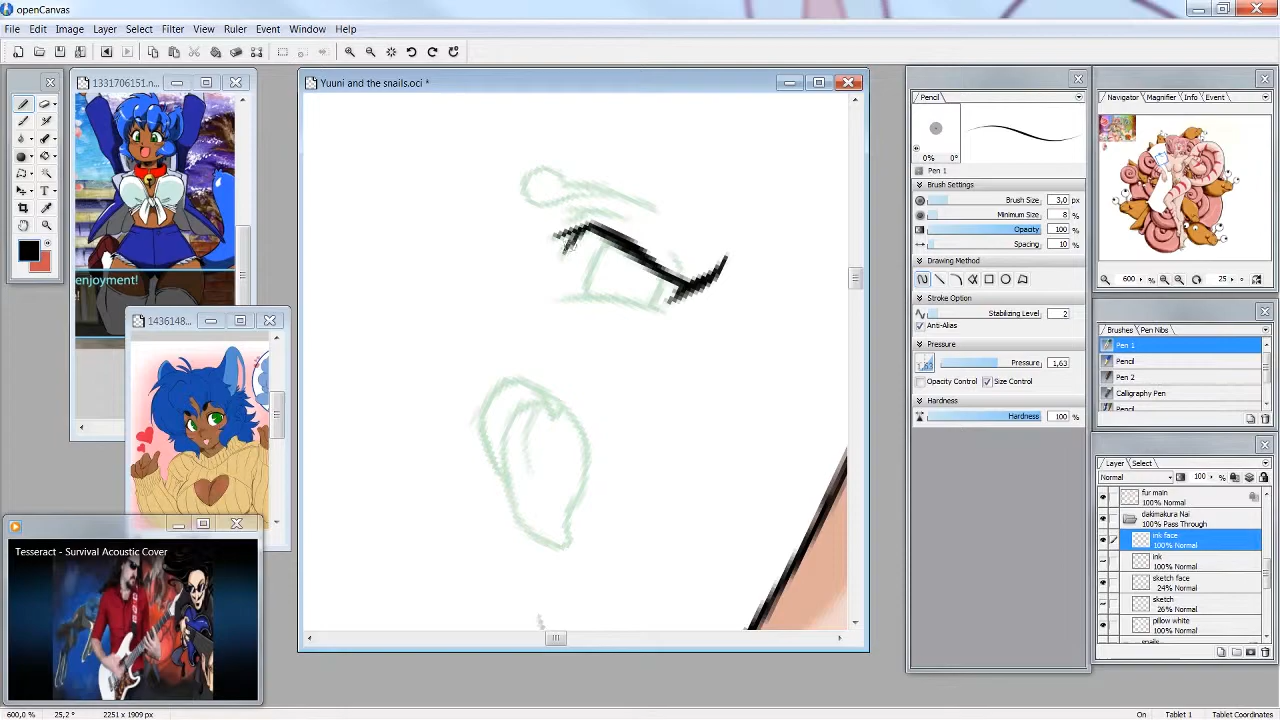 openCanvas
File Edit Image Layer Select Filter View Ruler Event Window Help
1331706151.n...
enjoyment!
1436148...
Tesseract - Survival Acoustic Cover
Yuuni and the snails.oci *
Pencil
0% 0°
Pen 1
Brush Settings
Brush Size 3,0 px
Minimum Size 8 %
Opacity 100 %
Spacing 10 %
Drawing Method
Stroke Option
Stabilizing Level 2
Anti-Alias
Pressure
1,63 Pressure 1,63
Opacity Control Size Control
Hardness
Hardness 100 %
Navigator Magnifier Info Event
600 % 25 °
Brushes Pen Nibs
Pen 1
Pencil
Pen 2
Calligraphy Pen
Pencil
Layer Select
Normal 100 %
fur main
100% Normal
dakimakura Nai
100% Pass Through
ink face
100% Normal
ink
100% Normal
sketch face
24% Normal
sketch
26% Normal
pillow white
100% Normal
snails
600,0 % 25,2 ° 2251 x 1909 px On Tablet 1 Tablet Coordinates